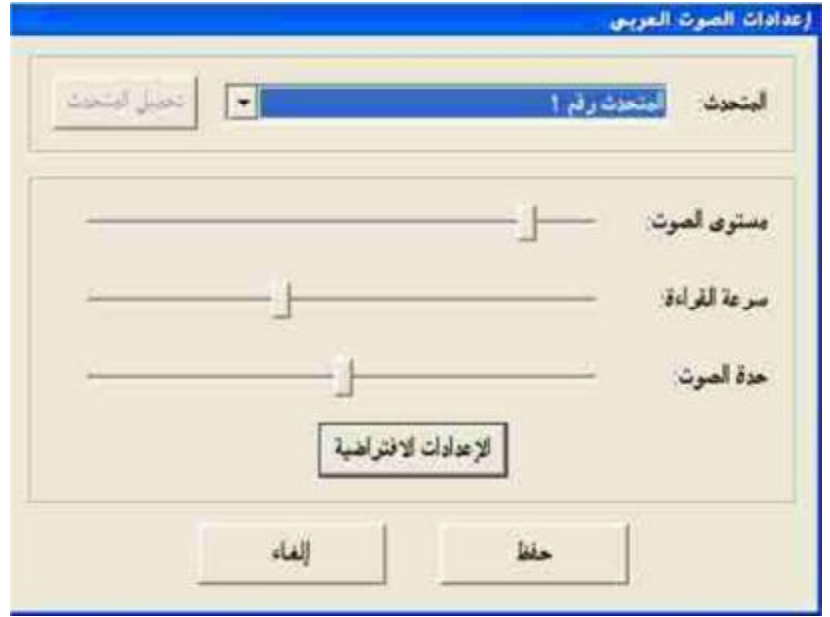 إعدادات الصوت العربي
المتحدث: المتحدث رقم 1 تحميل المتحدث
مستوى الصوت:
سرعة القراءة:
حدة الصوت:
الإعدادات الافتراضية
حفظ إلغاء